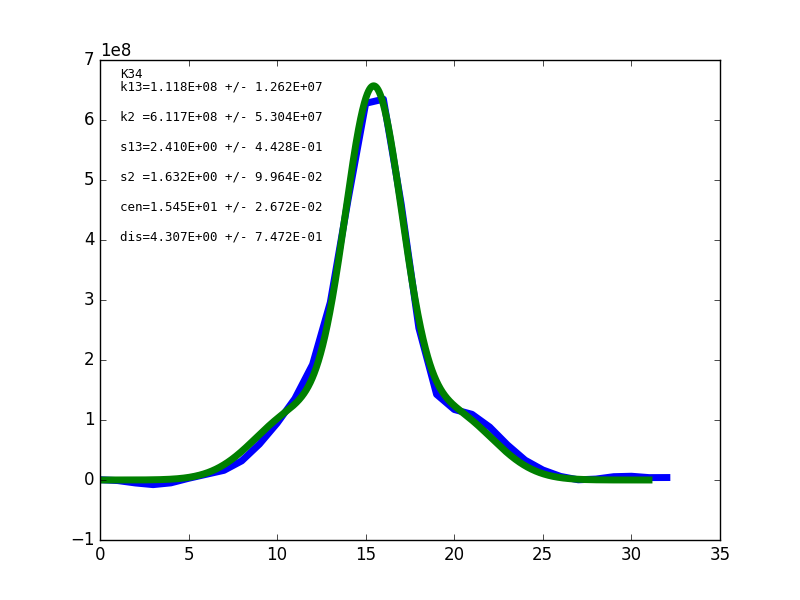 1e8
7
6
5
4
3
2
1
0
−1
K34
k13=1.118E+08 +/- 1.262E+07
k2 =6.117E+08 +/- 5.304E+07
s13=2.410E+00 +/- 4.428E-01
s2 =1.632E+00 +/- 9.964E-02
cen=1.545E+01 +/- 2.672E-02
dis=4.307E+00 +/- 7.472E-01
0 5 10 15 20 25 30 35